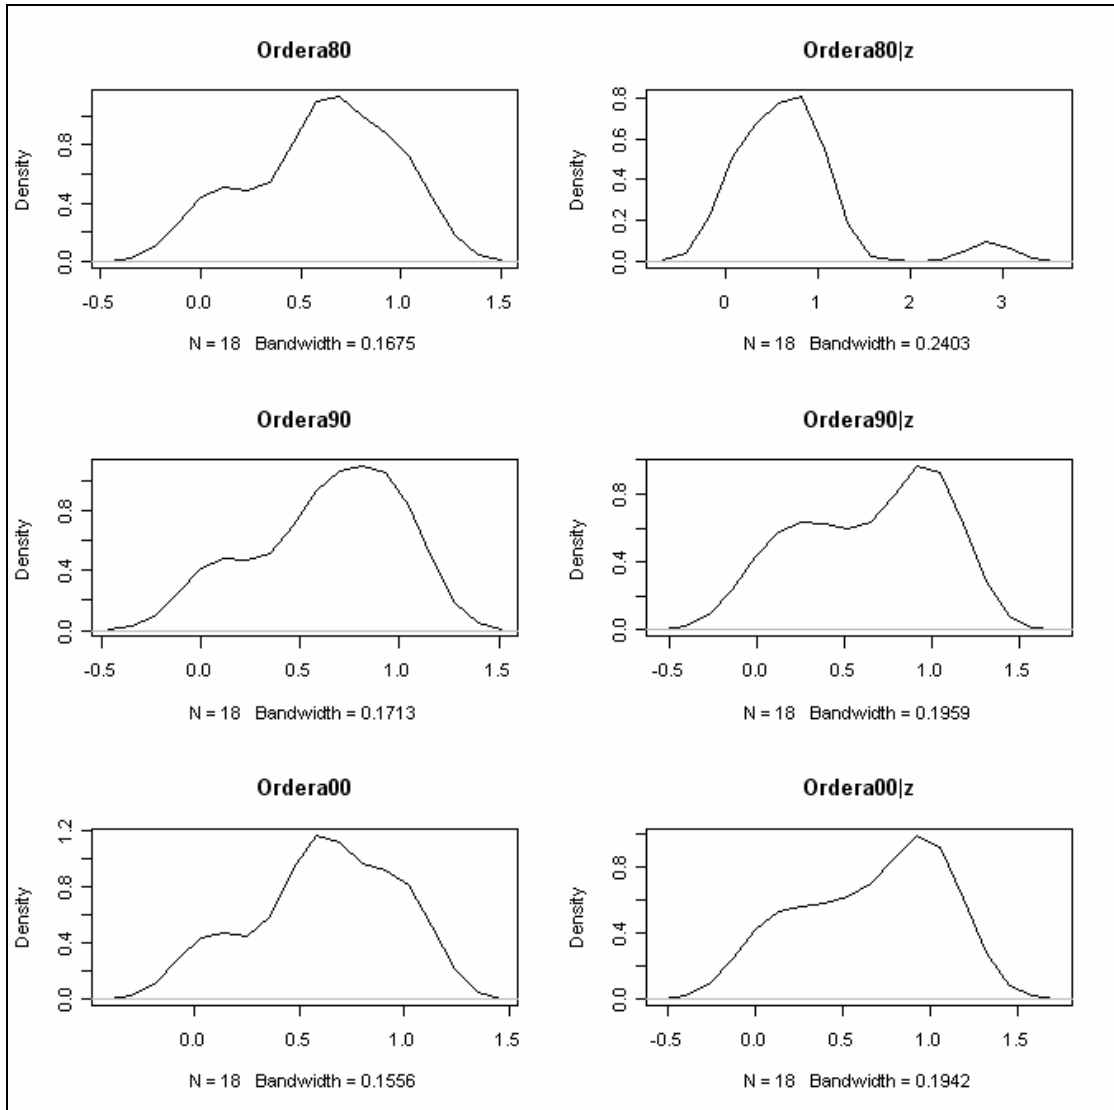 Ordera80
Density
0.0 0.4 0.8
-0.5 0.0 0.5 1.0 1.5
N = 18 Bandwidth = 0.1675
Ordera80|z
Density
0.0 0.2 0.4 0.6 0.8
0 1 2 3
N = 18 Bandwidth = 0.2403
Ordera90
Density
0.0 0.4 0.8
-0.5 0.0 0.5 1.0 1.5
N = 18 Bandwidth = 0.1713
Ordera90|z
Density
0.0 0.4 0.8
-0.5 0.0 0.5 1.0 1.5
N = 18 Bandwidth = 0.1959
Ordera00
Density
0.0 0.4 0.8 1.2
0.0 0.5 1.0 1.5
N = 18 Bandwidth = 0.1556
Ordera00|z
Density
0.0 0.4 0.8
-0.5 0.0 0.5 1.0 1.5
N = 18 Bandwidth = 0.1942